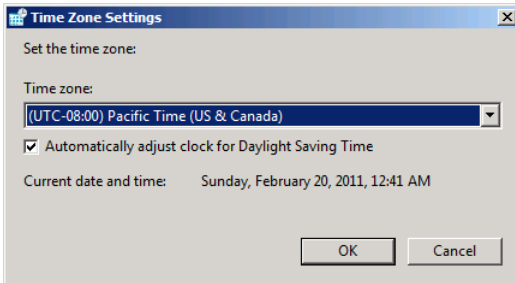 Time Zone Settings
Set the time zone:
Time zone:
(UTC-08:00) Pacific Time (US & Canada)
Automatically adjust clock for Daylight Saving Time
Current date and time: Sunday, February 20, 2011, 12:41 AM
OK Cancel